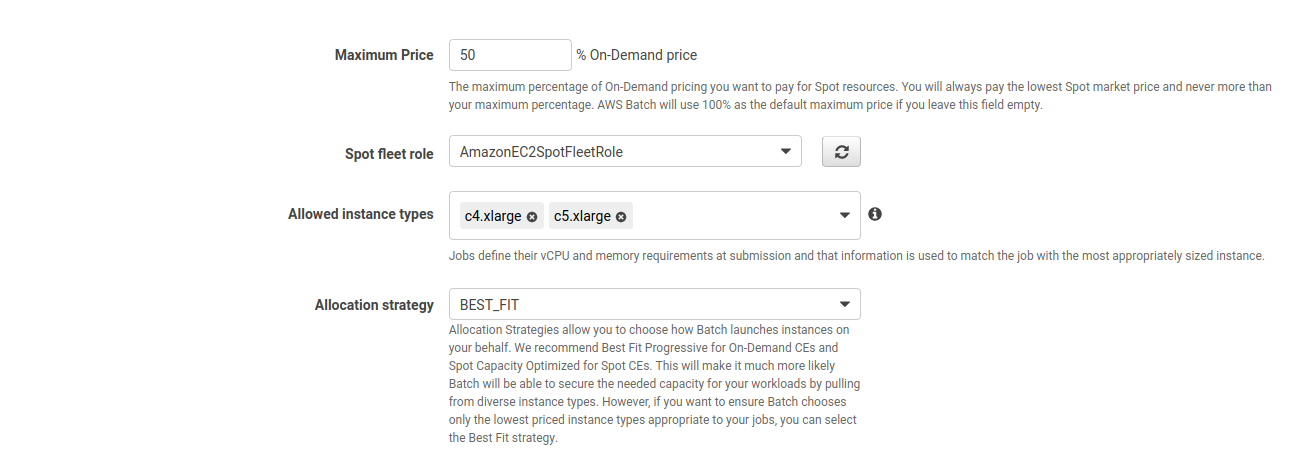 Maximum Price 50 % On-Demand price
The maximum percentage of On-Demand pricing you want to pay for Spot resources. You will always pay the lowest Spot market price and never more than
your maximum percentage. AWS Batch will use 100% as the default maximum price if you leave this field empty.
Spot fleet role AmazonEC2SpotFleetRole
Allowed instance types c4.xlarge c5.xlarge
Jobs define their vCPU and memory requirements at submission and that information is used to match the job with the most appropriately sized instance.
Allocation strategy BEST_FIT
Allocation Strategies allow you to choose how Batch launches instances on
your behalf. We recommend Best Fit Progressive for On-Demand CEs and
Spot Capacity Optimized for Spot CEs. This will make it much more likely
Batch will be able to secure the needed capacity for your workloads by pulling
from diverse instance types. However, if you want to ensure Batch chooses
only the lowest priced instance types appropriate to your jobs, you can select
the Best Fit strategy.